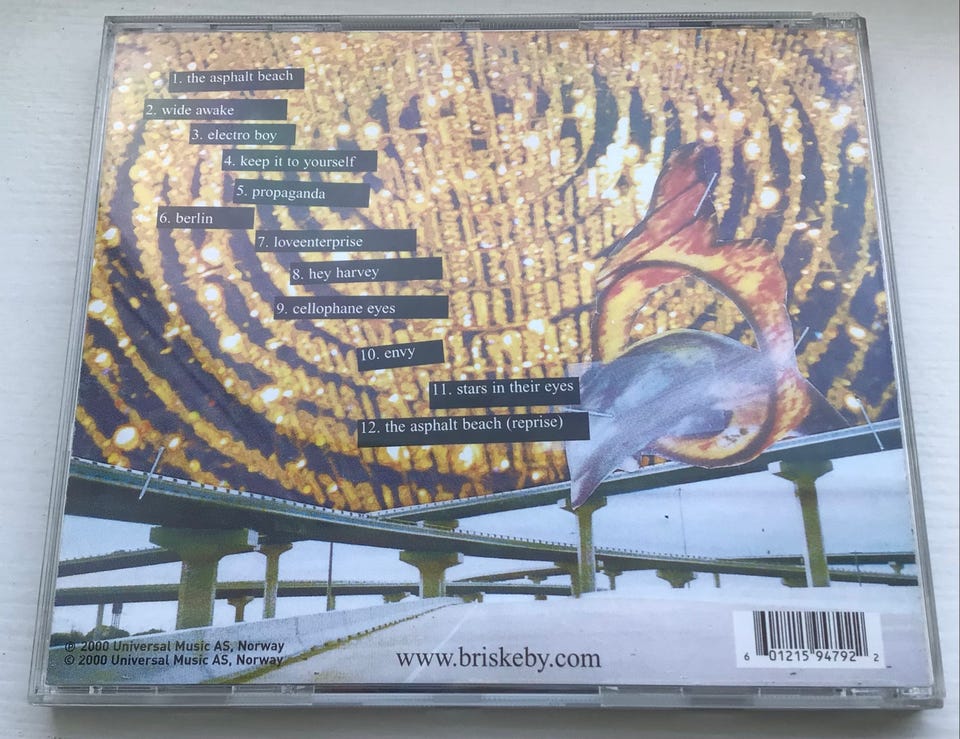 1. the asphalt beach
2. wide awake
3. electro boy
4. keep it to yourself
5. propaganda
6. berlin
7. loveenterprise
8. hey harvey
9. cellophane eyes
10. envy
11. stars in their eyes
12. the asphalt beach (reprise)
℗ 2000 Universal Music AS, Norway
© 2000 Universal Music AS, Norway
www.briskeby.com
6 01215 94792 2